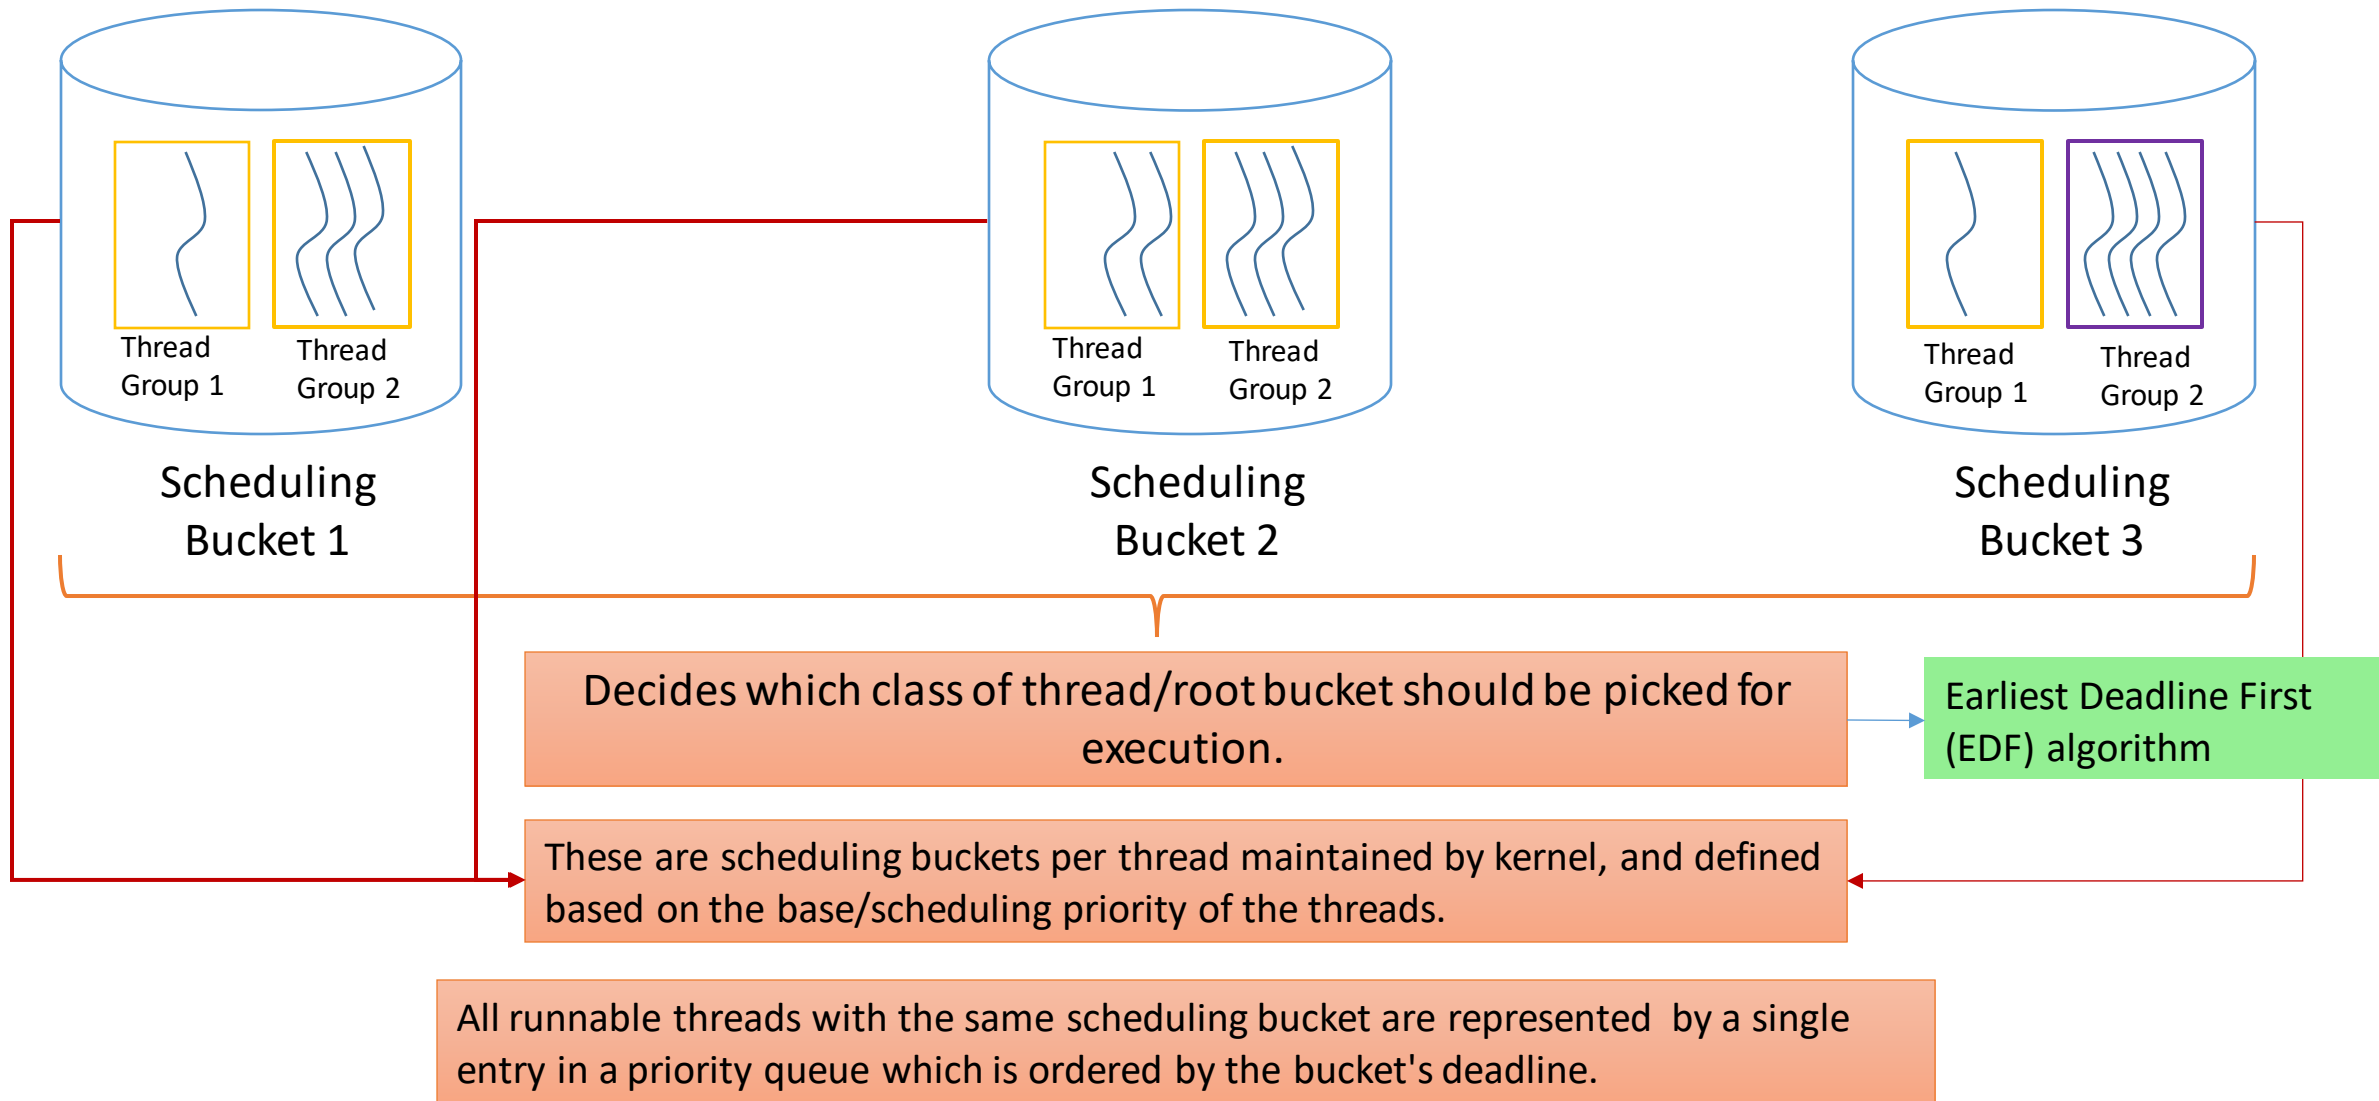 Thread
Group 1
Thread
Group 2
Thread
Group 1
Thread
Group 2
Thread
Group 1
Thread
Group 2
Scheduling
Bucket 1
Scheduling
Bucket 2
Scheduling
Bucket 3
Decides which class of thread/root bucket should be picked for
execution.
Earliest Deadline First
(EDF) algorithm
These are scheduling buckets per thread maintained by kernel, and defined
based on the base/scheduling priority of the threads.
All runnable threads with the same scheduling bucket are represented by a single
entry in a priority queue which is ordered by the bucket's deadline.